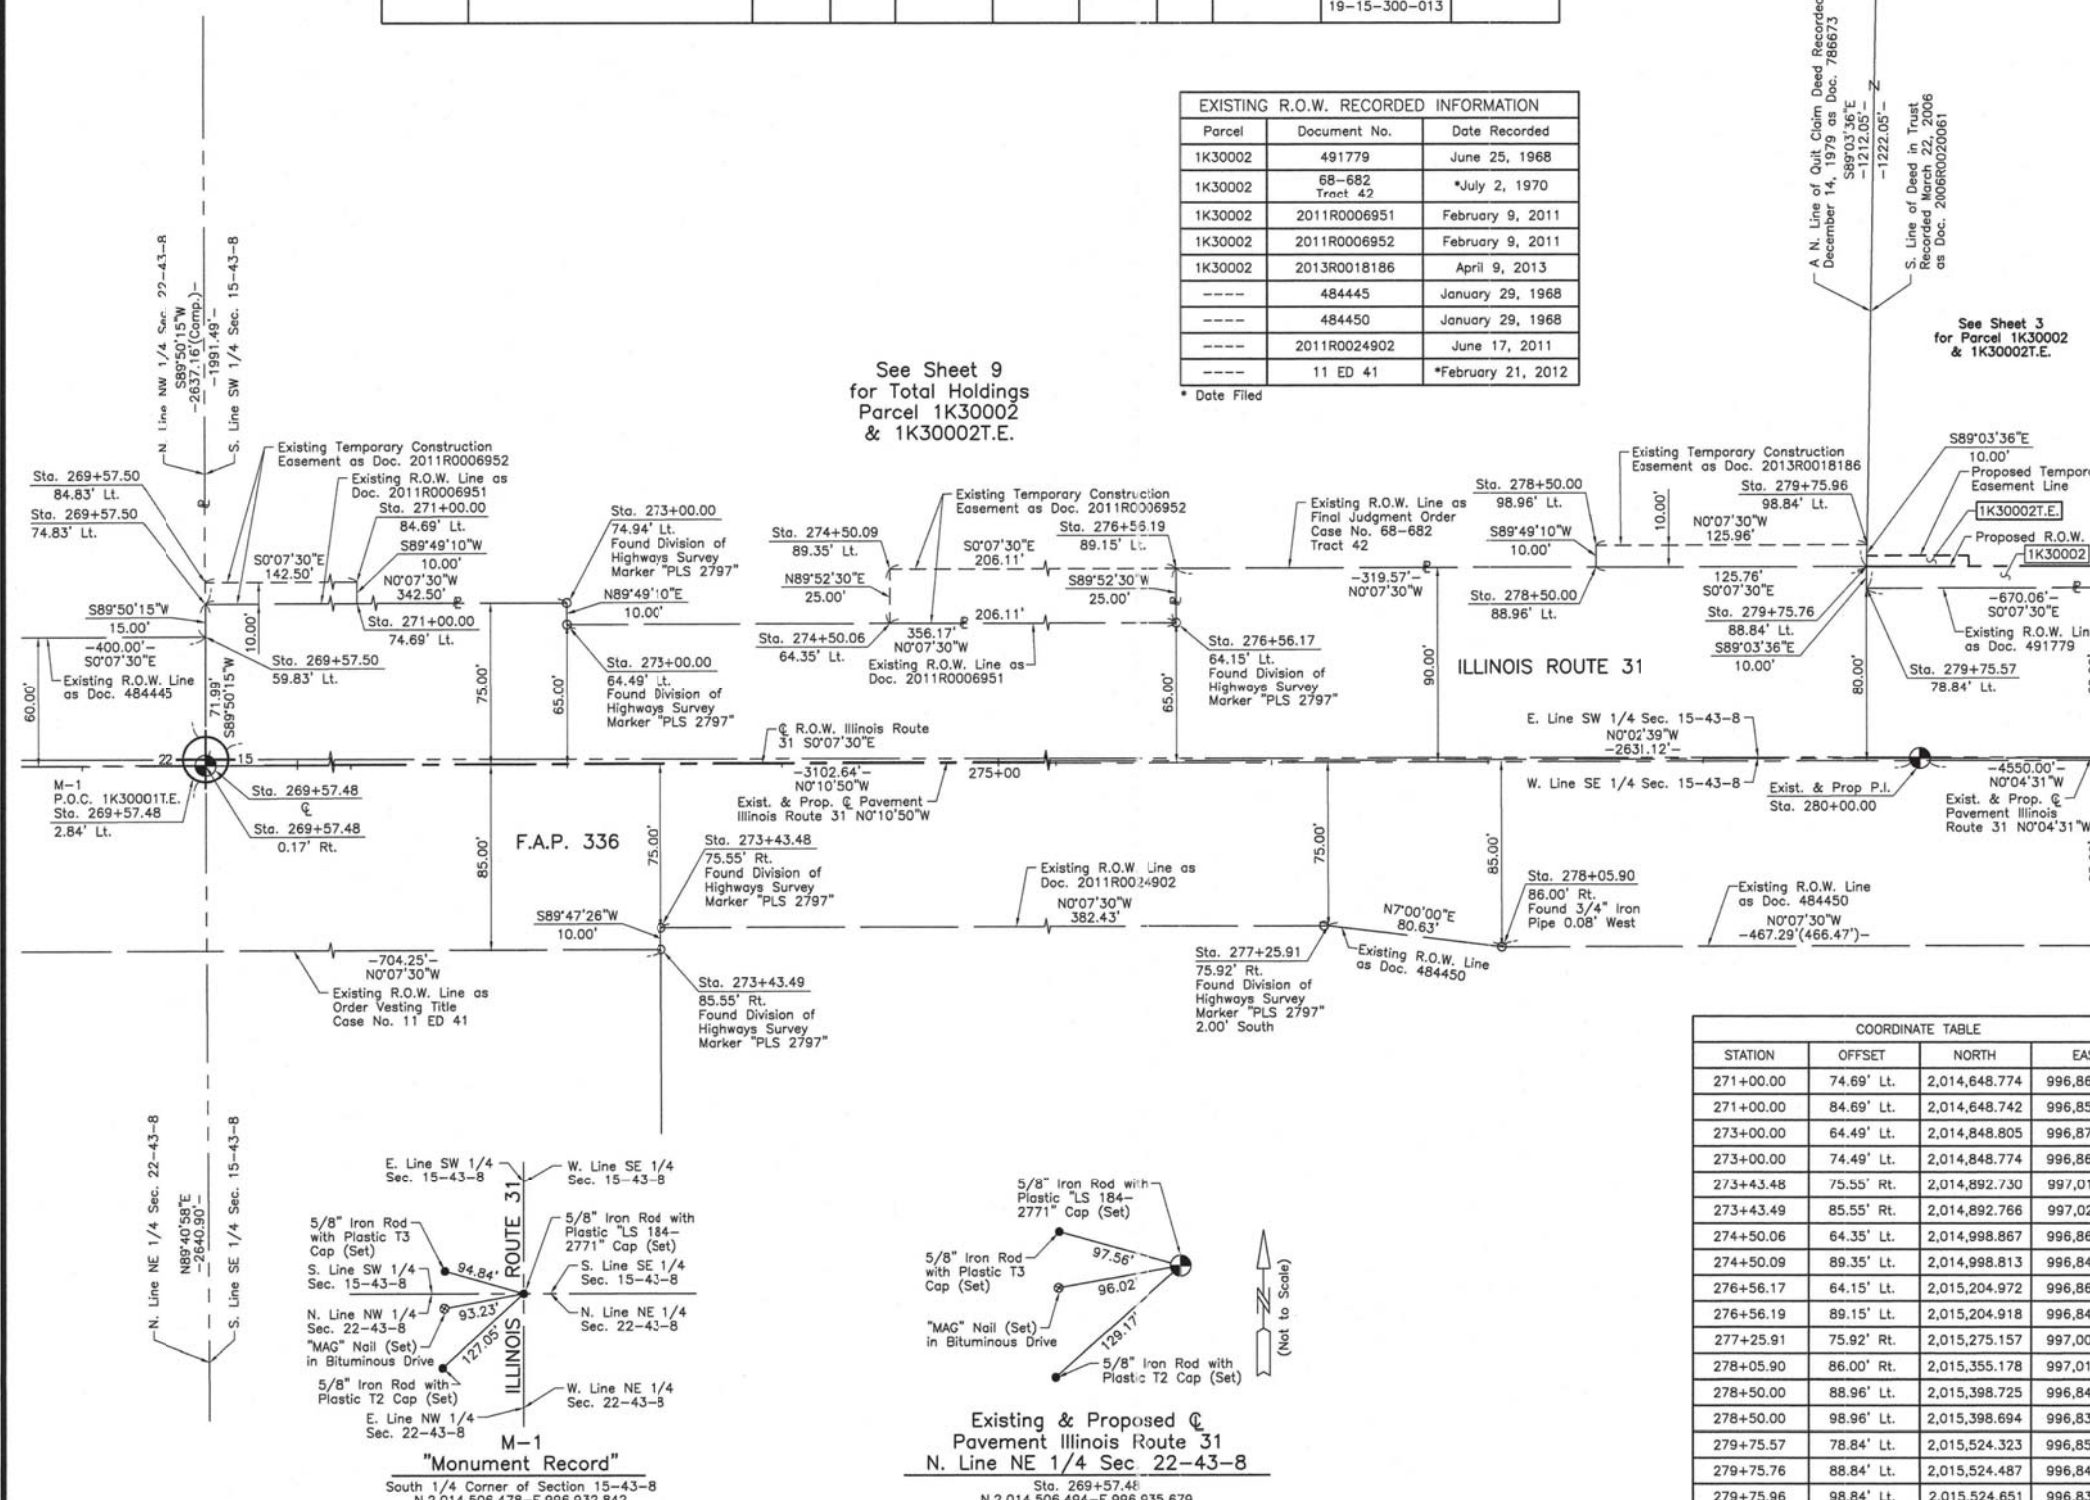 19-15-300-013
A N. Line of Quit Claim Deed Recorded
December 14, 1979 as Doc. 786673
S89°03'36"E
-1212.05'-
-1222.05'-
S. Line of Deed in Trust
Recorded March 22, 2006
as Doc. 2006R0020061
EXISTING R.O.W. RECORDED INFORMATION
Parcel Document No. Date Recorded
1K30002 491779 June 25, 1968
1K30002 68-682 Tract 42 *July 2, 1970
1K30002 2011R0006951 February 9, 2011
1K30002 2011R0006952 February 9, 2011
1K30002 2013R0018186 April 9, 2013
---- 484445 January 29, 1968
---- 484450 January 29, 1968
---- 2011R0024902 June 17, 2011
---- 11 ED 41 *February 21, 2012
* Date Filed
See Sheet 3
for Parcel 1K30002
& 1K30002T.E.
See Sheet 9
for Total Holdings
Parcel 1K30002
& 1K30002T.E.
N. Line NW 1/4 Sec. 22-43-8
S89°50'15"W
-2637.16'(Comp.)-
-1991.49'-
S. Line SW 1/4 Sec. 15-43-8
Sta. 269+57.50
84.83' Lt.
Sta. 269+57.50
74.83' Lt.
Existing Temporary Construction
Easement as Doc. 2011R0006952
Existing R.O.W. Line as
Doc. 2011R0006951
Sta. 271+00.00
84.69' Lt.
S89°49'10"W
10.00'
S0°07'30"E
142.50'
N0°07'30"W
342.50'
Sta. 271+00.00
74.69' Lt.
10.00'
S89°50'15"W
15.00'
-400.00'-
S0°07'30"E
Existing R.O.W. Line
as Doc. 484445
60.00'
71.99'
S89°50'15"W
Sta. 269+57.50
59.83' Lt.
75.00'
65.00'
Sta. 273+00.00
74.94' Lt.
Found Division of
Highways Survey
Marker "PLS 2797"
N89°49'10"E
10.00'
Sta. 273+00.00
64.49' Lt.
Found Division of
Highways Survey
Marker "PLS 2797"
Sta. 274+50.09
89.35' Lt.
N89°52'30"E
25.00'
Sta. 274+50.06
64.35' Lt.
Existing Temporary Construction
Easement as Doc. 2011R0006952
Sta. 276+56.19
89.15' Lt.
S0°07'30"E
206.11'
S89°52'30"W
25.00'
206.11'
356.17'
N0°07'30"W
Existing R.O.W. Line as
Doc. 2011R0006951
65.00'
Sta. 276+56.17
64.15' Lt.
Found Division of
Highways Survey
Marker "PLS 2797"
Existing R.O.W. Line as
Final Judgment Order
Case No. 68-682
Tract 42
-319.57'-
N0°07'30"W
90.00'
Sta. 278+50.00
98.96' Lt.
S89°49'10"W
10.00'
Sta. 278+50.00
88.96' Lt.
Existing Temporary Construction
Easement as Doc. 2013R0018186
10.00'
Sta. 279+75.96
98.84' Lt.
N0°07'30"W
125.96'
125.76'
S0°07'30"E
Sta. 279+75.76
88.84' Lt.
S89°03'36"E
10.00'
80.00'
S89°03'36"E
10.00'
Easement Line
1K30002T.E.
Proposed R.O.W.
1K30002
-670.06'-
S0°07'30"E
Existing R.O.W.
as Doc. 491779
Sta. 279+75.57
78.84' Lt.
ILLINOIS ROUTE 31
E. Line SW 1/4 Sec. 15-43-8
N0°02'39"W
-2631.12'-
W. Line SE 1/4 Sec. 15-43-8
Exist. & Prop P.I.
Sta. 280+00.00
-4550.00'-
N0°04'31"W
Exist. & Prop. ℄
Pavement Illinois
Route 31 N0°04'31"W
℄ R.O.W. Illinois Route
31 S0°07'30"E
-3102.64'-
N0°10'50"W
275+00
Exist. & Prop. ℄ Pavement
Illinois Route 31 N0°10'50"W
22 15
M-1
P.O.C. 1K30001T.E.
Sta. 269+57.48
2.84' Lt.
Sta. 269+57.48
℄
Sta. 269+57.48
0.17' Rt.
F.A.P. 336
85.00'
75.00'
Sta. 273+43.48
75.55' Rt.
Found Division of
Highways Survey
Marker "PLS 2797"
S89°47'26"W
10.00'
Sta. 273+43.49
85.55' Rt.
Found Division of
Highways Survey
Marker "PLS 2797"
-704.25'-
N0°07'30"W
Existing R.O.W. Line as
Order Vesting Title
Case No. 11 ED 41
Existing R.O.W. Line as
Doc. 2011R0024902
N0°07'30"W
382.43'
75.00'
85.00'
Sta. 277+25.91
75.92' Rt.
Found Division of
Highways Survey
Marker "PLS 2797"
2.00' South
N7°00'00"E
80.63'
Existing R.O.W. Line
as Doc. 484450
Sta. 278+05.90
86.00' Rt.
Found 3/4" Iron
Pipe 0.08' West
Existing R.O.W. Line
as Doc. 484450
N0°07'30"W
-467.29'(466.47')-
N. Line NE 1/4 Sec. 22-43-8
N89°40'58"E
-2640.90'-
S. Line SE 1/4 Sec. 15-43-8
E. Line SW 1/4
Sec. 15-43-8
W. Line SE 1/4
Sec. 15-43-8
5/8" Iron Rod
with Plastic T3
Cap (Set)
5/8" Iron Rod with
Plastic "LS 184-
2771" Cap (Set)
94.84'
93.23'
127.05'
ILLINOIS ROUTE 31
S. Line SW 1/4
Sec. 15-43-8
S. Line SE 1/4
Sec. 15-43-8
N. Line NW 1/4
Sec. 22-43-8
N. Line NE 1/4
Sec. 22-43-8
"MAG" Nail (Set)
in Bituminous Drive
5/8" Iron Rod with
Plastic T2 Cap (Set)
W. Line NE 1/4
Sec. 22-43-8
E. Line NW 1/4
Sec. 22-43-8
M-1
"Monument Record"
South 1/4 Corner of Section 15-43-8
N 2,014,506.478-E 996,932.842
5/8" Iron Rod with
Plastic "LS 184-
2771" Cap (Set)
5/8" Iron Rod
with Plastic T3
Cap (Set)
97.56'
96.02'
129.17'
"MAG" Nail (Set)
in Bituminous Drive
5/8" Iron Rod with
Plastic T2 Cap (Set)
N
(Not to Scale)
Existing & Proposed ℄
Pavement Illinois Route 31
N. Line NE 1/4 Sec. 22-43-8
Sta. 269+57.48
N 2,014,506.494-E 996,935.679
COORDINATE TABLE
STATION OFFSET NORTH
271+00.00 74.69' Lt. 2,014,648.774 996,86
271+00.00 84.69' Lt. 2,014,648.742 996,85
273+00.00 64.49' Lt. 2,014,848.805 996,87
273+00.00 74.49' Lt. 2,014,848.774 996,86
273+43.48 75.55' Rt. 2,014,892.730 997,01
273+43.49 85.55' Rt. 2,014,892.766 997,02
274+50.06 64.35' Lt. 2,014,998.867 996,86
274+50.09 89.35' Lt. 2,014,998.813 996,84
276+56.17 64.15' Lt. 2,015,204.972 996,86
276+56.19 89.15' Lt. 2,015,204.918 996,84
277+25.91 75.92' Rt. 2,015,275.157 997,00
278+05.90 86.00' Rt. 2,015,355.178 997,01
278+50.00 88.96' Lt. 2,015,398.725 996,84
278+50.00 98.96' Lt. 2,015,398.694 996,83
279+75.57 78.84' Lt. 2,015,524.323 996,85
279+75.76 88.84' Lt. 2,015,524.487 996,84
279+75.96 98.84' Lt. 2,015,524.651 996,83